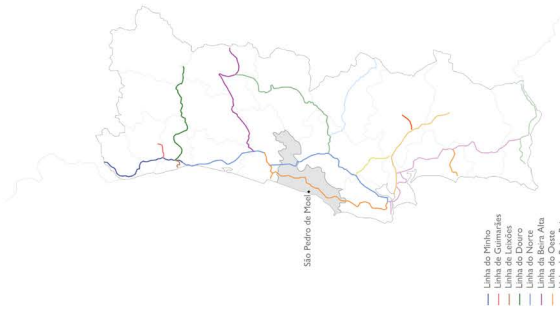 São Pedro de Moel
Linha do Minho
Linha de Guimarães
Linha de Leixões
Linha do Douro
Linha do Norte
Linha da Beira Alta
Linha do Oeste